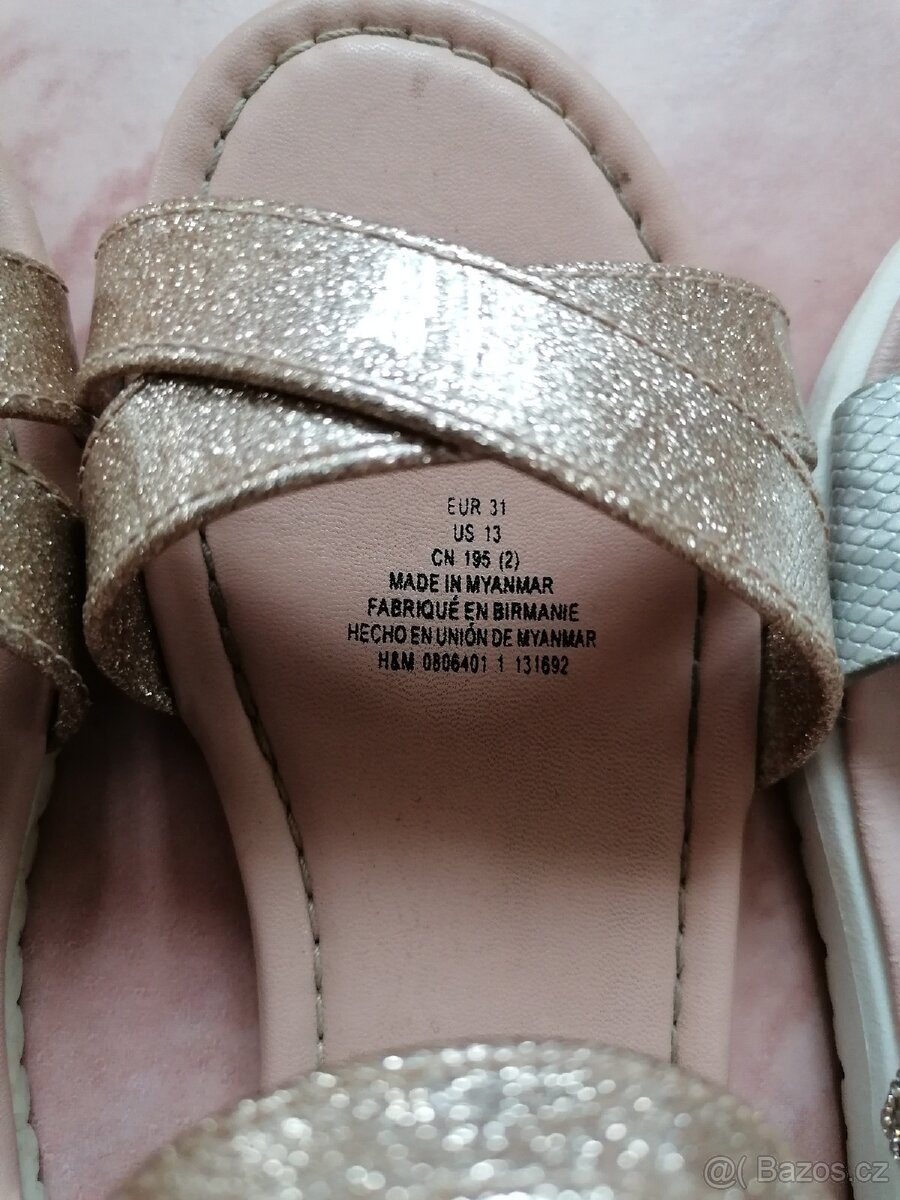 EUR 31
US 13
CN 195 (2)
MADE IN MYANMAR
FABRIQUÉ EN BIRMANIE
HECHO EN UNIÓN DE MYANMAR
H&M 0806401 1 131692
@( Bazos.cz